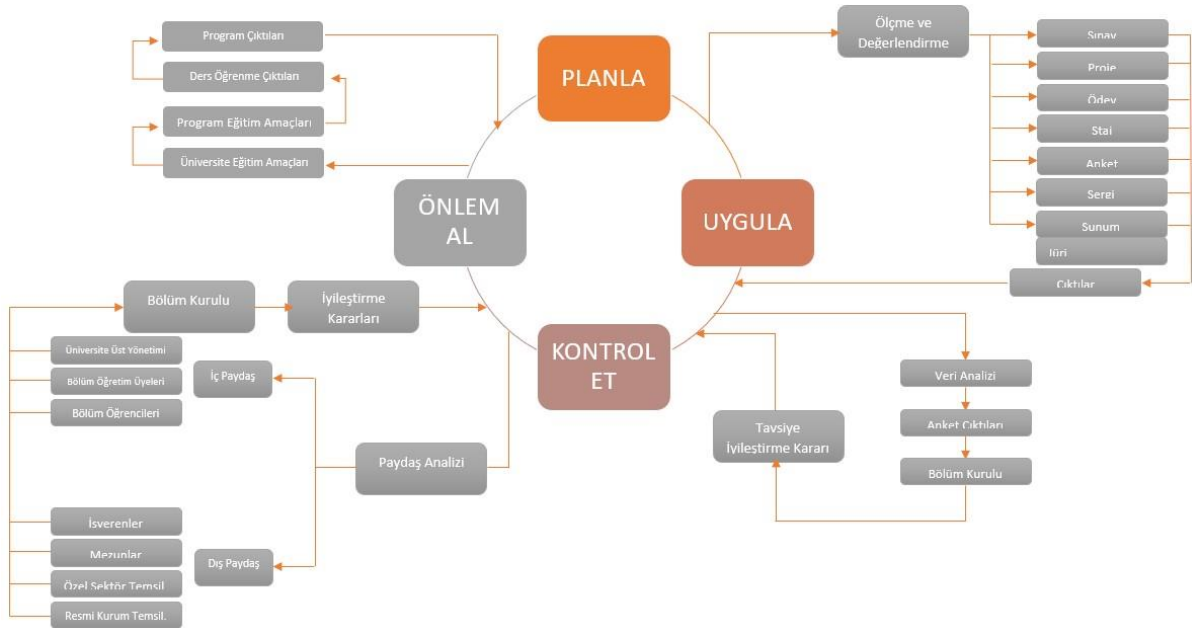 Program Çıktıları
Ders Öğrenme Çıktıları
Program Eğitim Amaçları
Üniversite Eğitim Amaçları
PLANLA
Ölçme ve
Değerlendirme
Sınav
Proje
Ödev
Staj
Anket
Sergi
Sunum
Jüri
Çıktılar
ÖNLEM
AL
UYGULA
KONTROL
ET
Bölüm Kurulu
İyileştirme
Kararları
Üniversite Üst Yönetimi
Bölüm Öğretim Üyeleri
Bölüm Öğrencileri
İç Paydaş
Paydaş Analizi
İşverenler
Mezunlar
Özel Sektör Temsil.
Resmi Kurum Temsil.
Dış Paydaş
Tavsiye
İyileştirme Kararı
Veri Analizi
Anket Çıktıları
Bölüm Kurulu